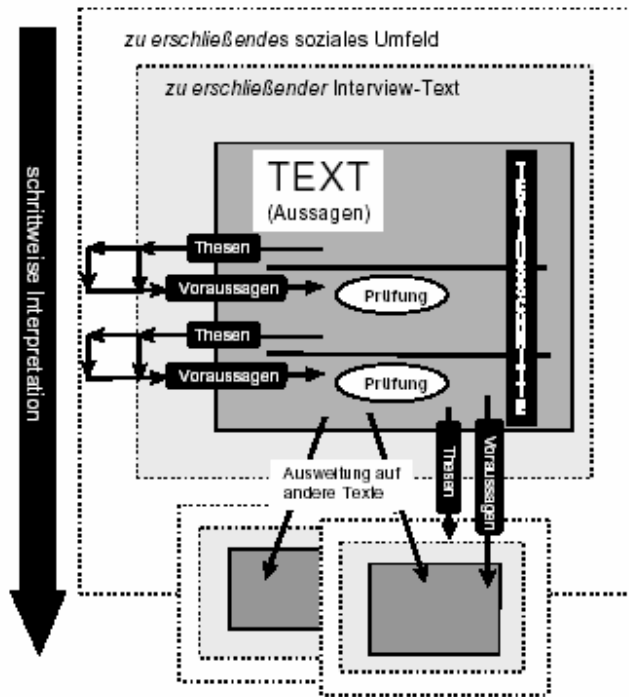 zu erschließendes soziales Umfeld
zu erschließender Interview-Text
schrittweise Interpretation
TEXT
(Aussagen)
TEXTABSCHNITTE
Thesen
Voraussagen
Prüfung
Thesen
Voraussagen
Prüfung
Ausweitung auf
andere Texte
Thesen
Voraussagen